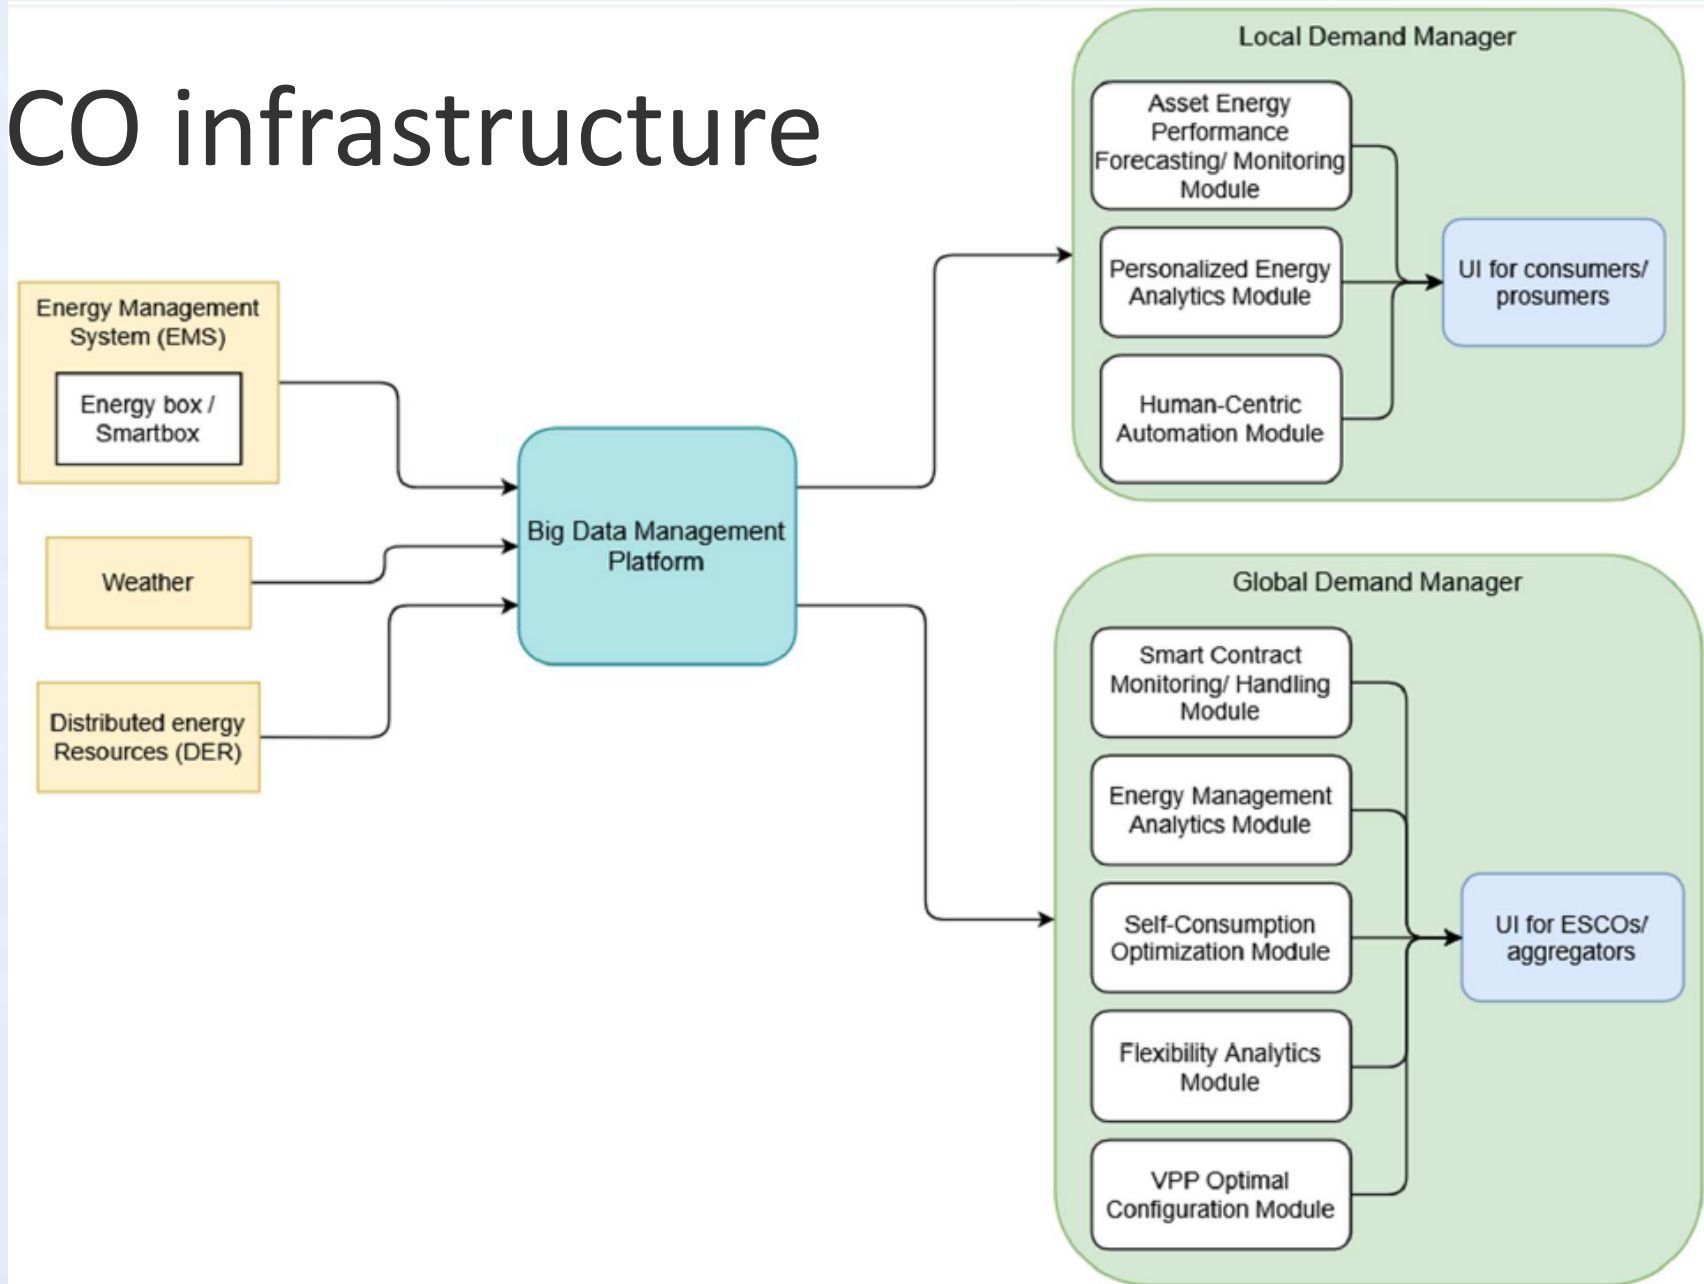 CO infrastructure
Energy Management
System (EMS)
Energy box /
Smartbox
Weather
Distributed energy
Resources (DER)
Big Data Management
Platform
Local Demand Manager
Asset Energy
Performance
Forecasting/ Monitoring
Module
Personalized Energy
Analytics Module
Human-Centric
Automation Module
UI for consumers/
prosumers
Global Demand Manager
Smart Contract
Monitoring/ Handling
Module
Energy Management
Analytics Module
Self-Consumption
Optimization Module
Flexibility Analytics
Module
VPP Optimal
Configuration Module
UI for ESCOs/
aggregators